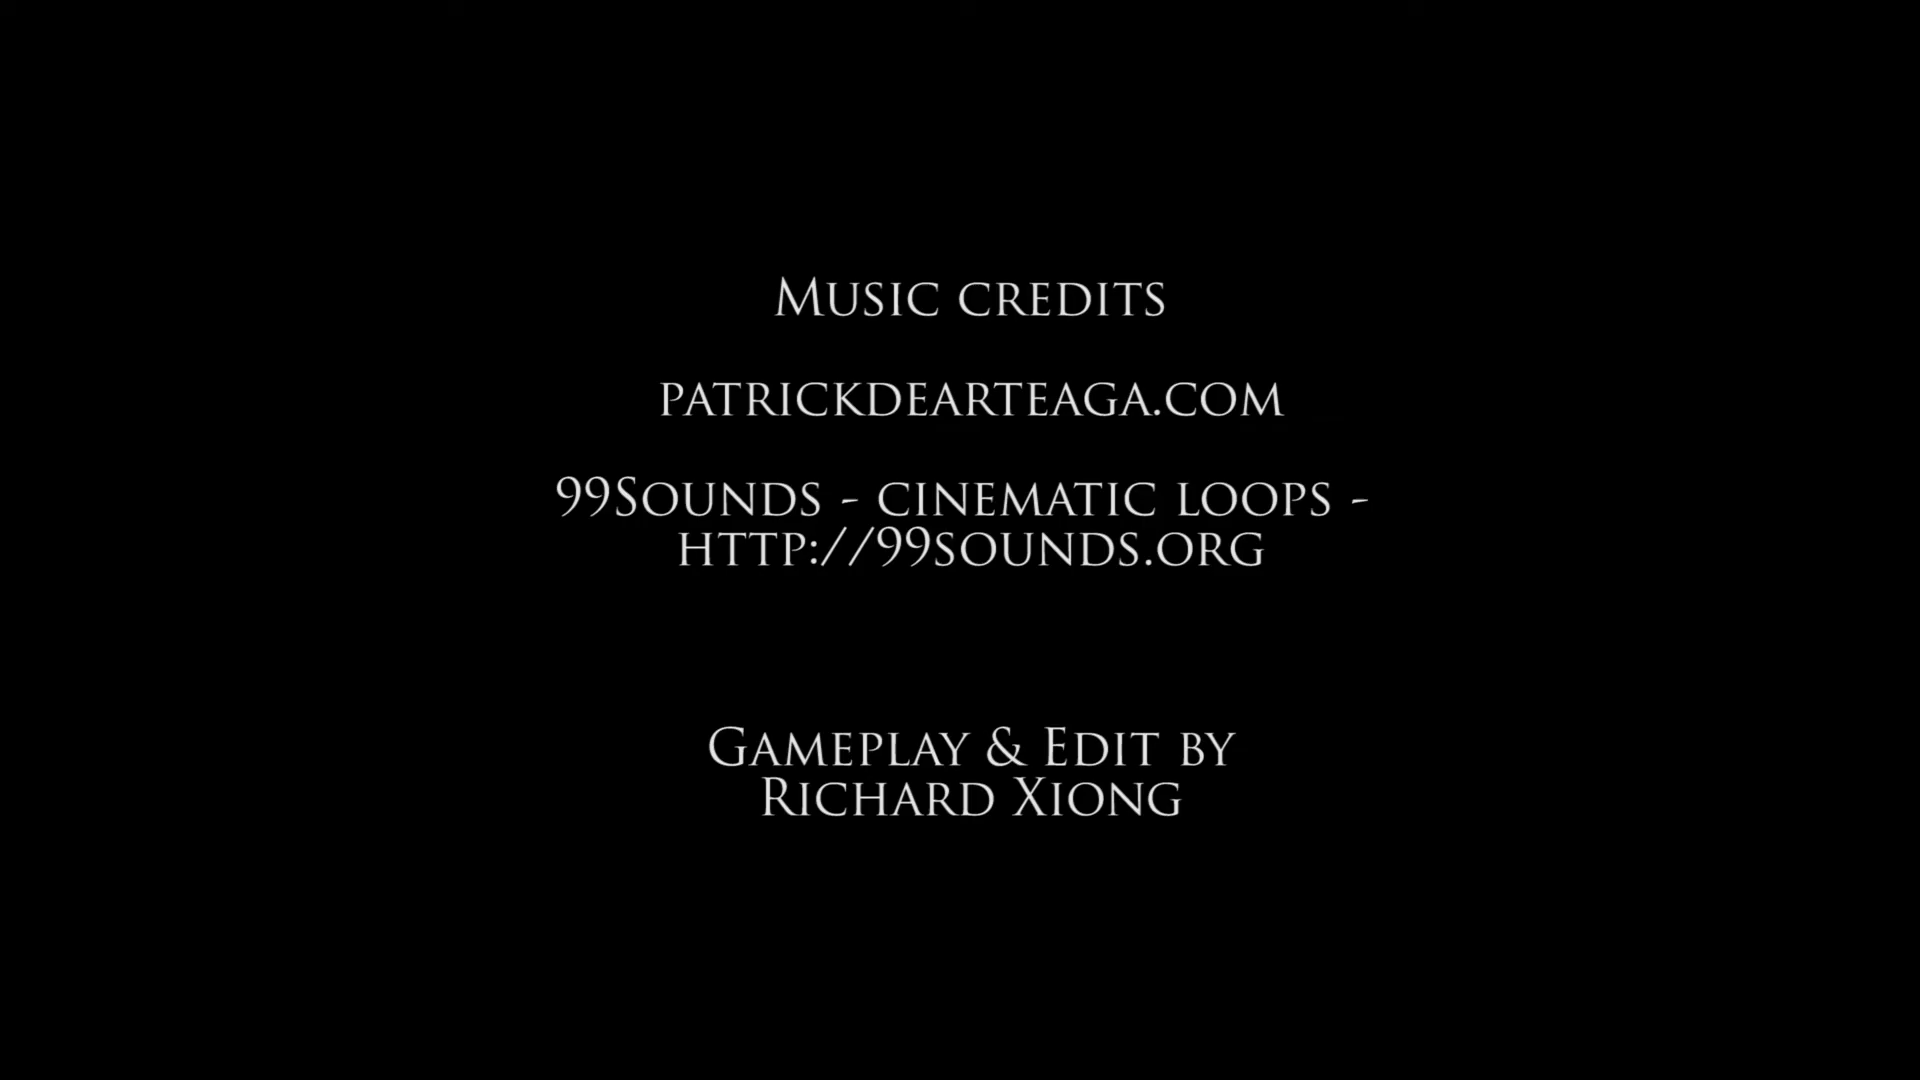 Music credits
patrickdearteaga.com
99Sounds - cinematic loops -
http://99sounds.org
Gameplay & Edit by
Richard Xiong